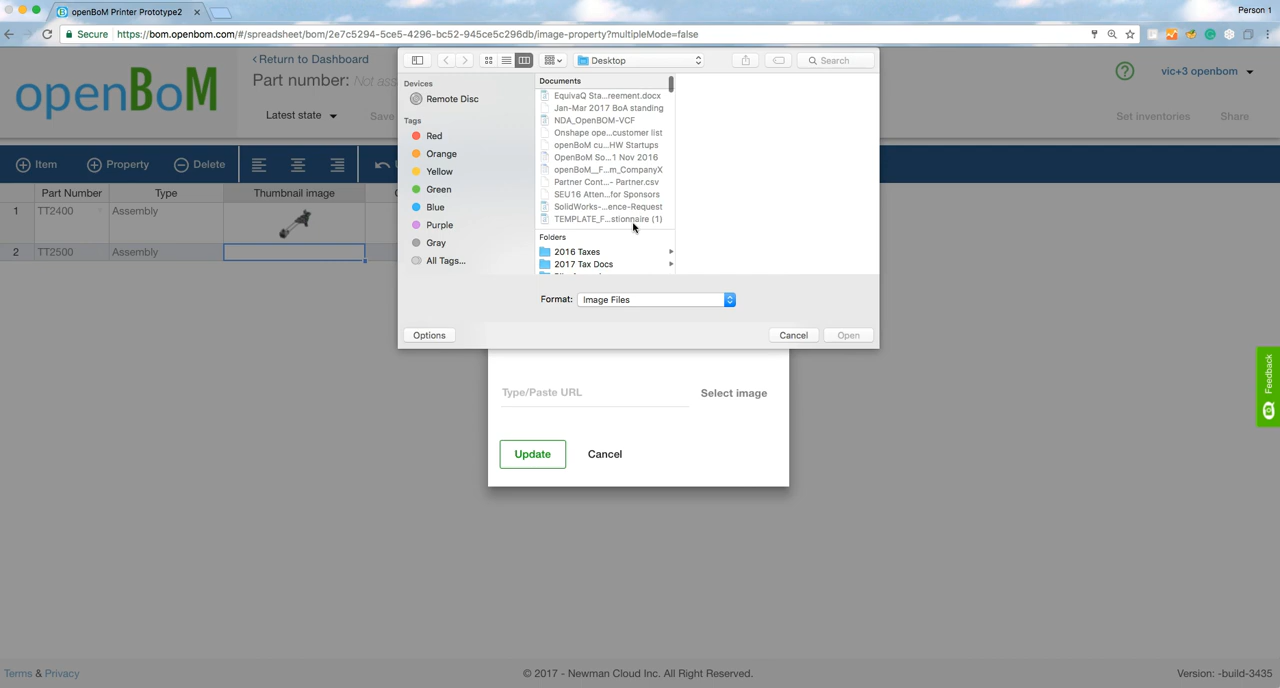 openBoM Printer Prototype2
Person 1
Secure
https://bom.openbom.com/#/spreadsheet/bom/2e7c5294-5ce5-4296-bc52-945ce5c296db/image-property?multipleMode=false
openBoM
Return to Dashboard
Part number: Not ass
Latest state
Save
vic+3 openbom
Set inventories
Share
Item
Property
Delete
Part Number
Type
Thumbnail image
1
TT2400
Assembly
2
TT2500
Assembly
Desktop
Search
Devices
Remote Disc
Tags
Red
Orange
Yellow
Green
Blue
Purple
Gray
All Tags...
Documents
EquivaQ Sta...reement.docx
Jan-Mar 2017 BoA standing
NDA_OpenBOM-VCF
Onshape ope...customer list
openBoM cu...HW Startups
OpenBoM So...1 Nov 2016
openBoM__F...m_CompanyX
Partner Cont...- Partner.csv
SEU16 Atten...for Sponsors
SolidWorks-...ence-Request
TEMPLATE_F...stionnaire (1)
Folders
2016 Taxes
2017 Tax Docs
Format:
Image Files
Options
Cancel
Open
Type/Paste URL
Select image
Update
Cancel
Feedback
Terms & Privacy
© 2017 - Newman Cloud Inc. All Right Reserved.
Version: -build-3435